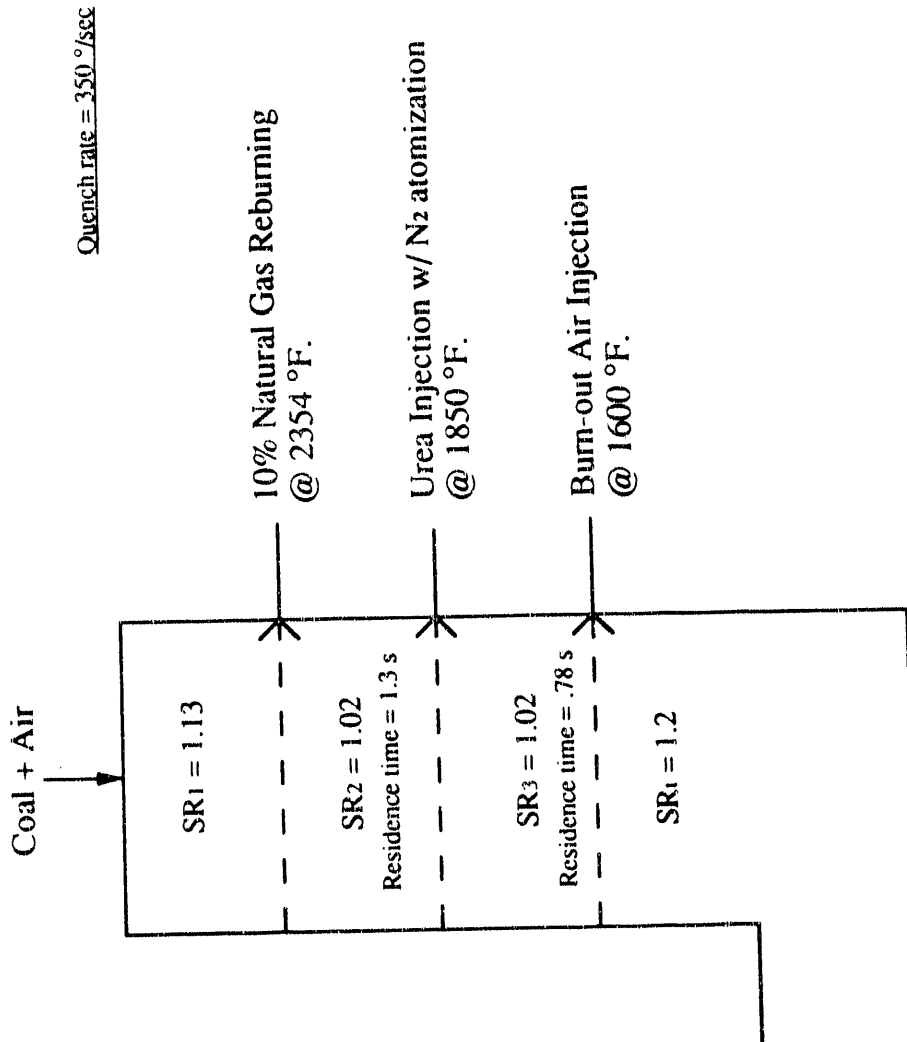 Quench rate = 350 °/sec
Coal + Air
SR1 = 1.13
10% Natural Gas Reburning
@ 2354 °F.
SR2 = 1.02
Residence time = 1.3 s
Urea Injection w/ N2 atomization
@ 1850 °F.
SR3 = 1.02
Residence time = .78 s
Burn-out Air Injection
@ 1600 °F.
SRt = 1.2